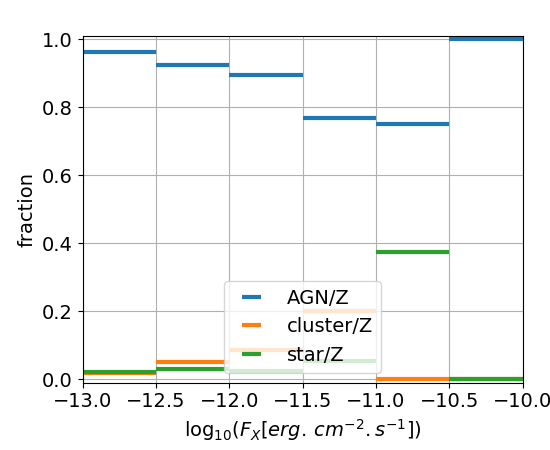 1.0
0.8
0.6
0.4
0.2
0.0
fraction
AGN/Z
cluster/Z
star/Z
−13.0 −12.5 −12.0 −11.5 −11.0 −10.5 −10.0
log₁₀(F_X[erg. cm⁻². s⁻¹])